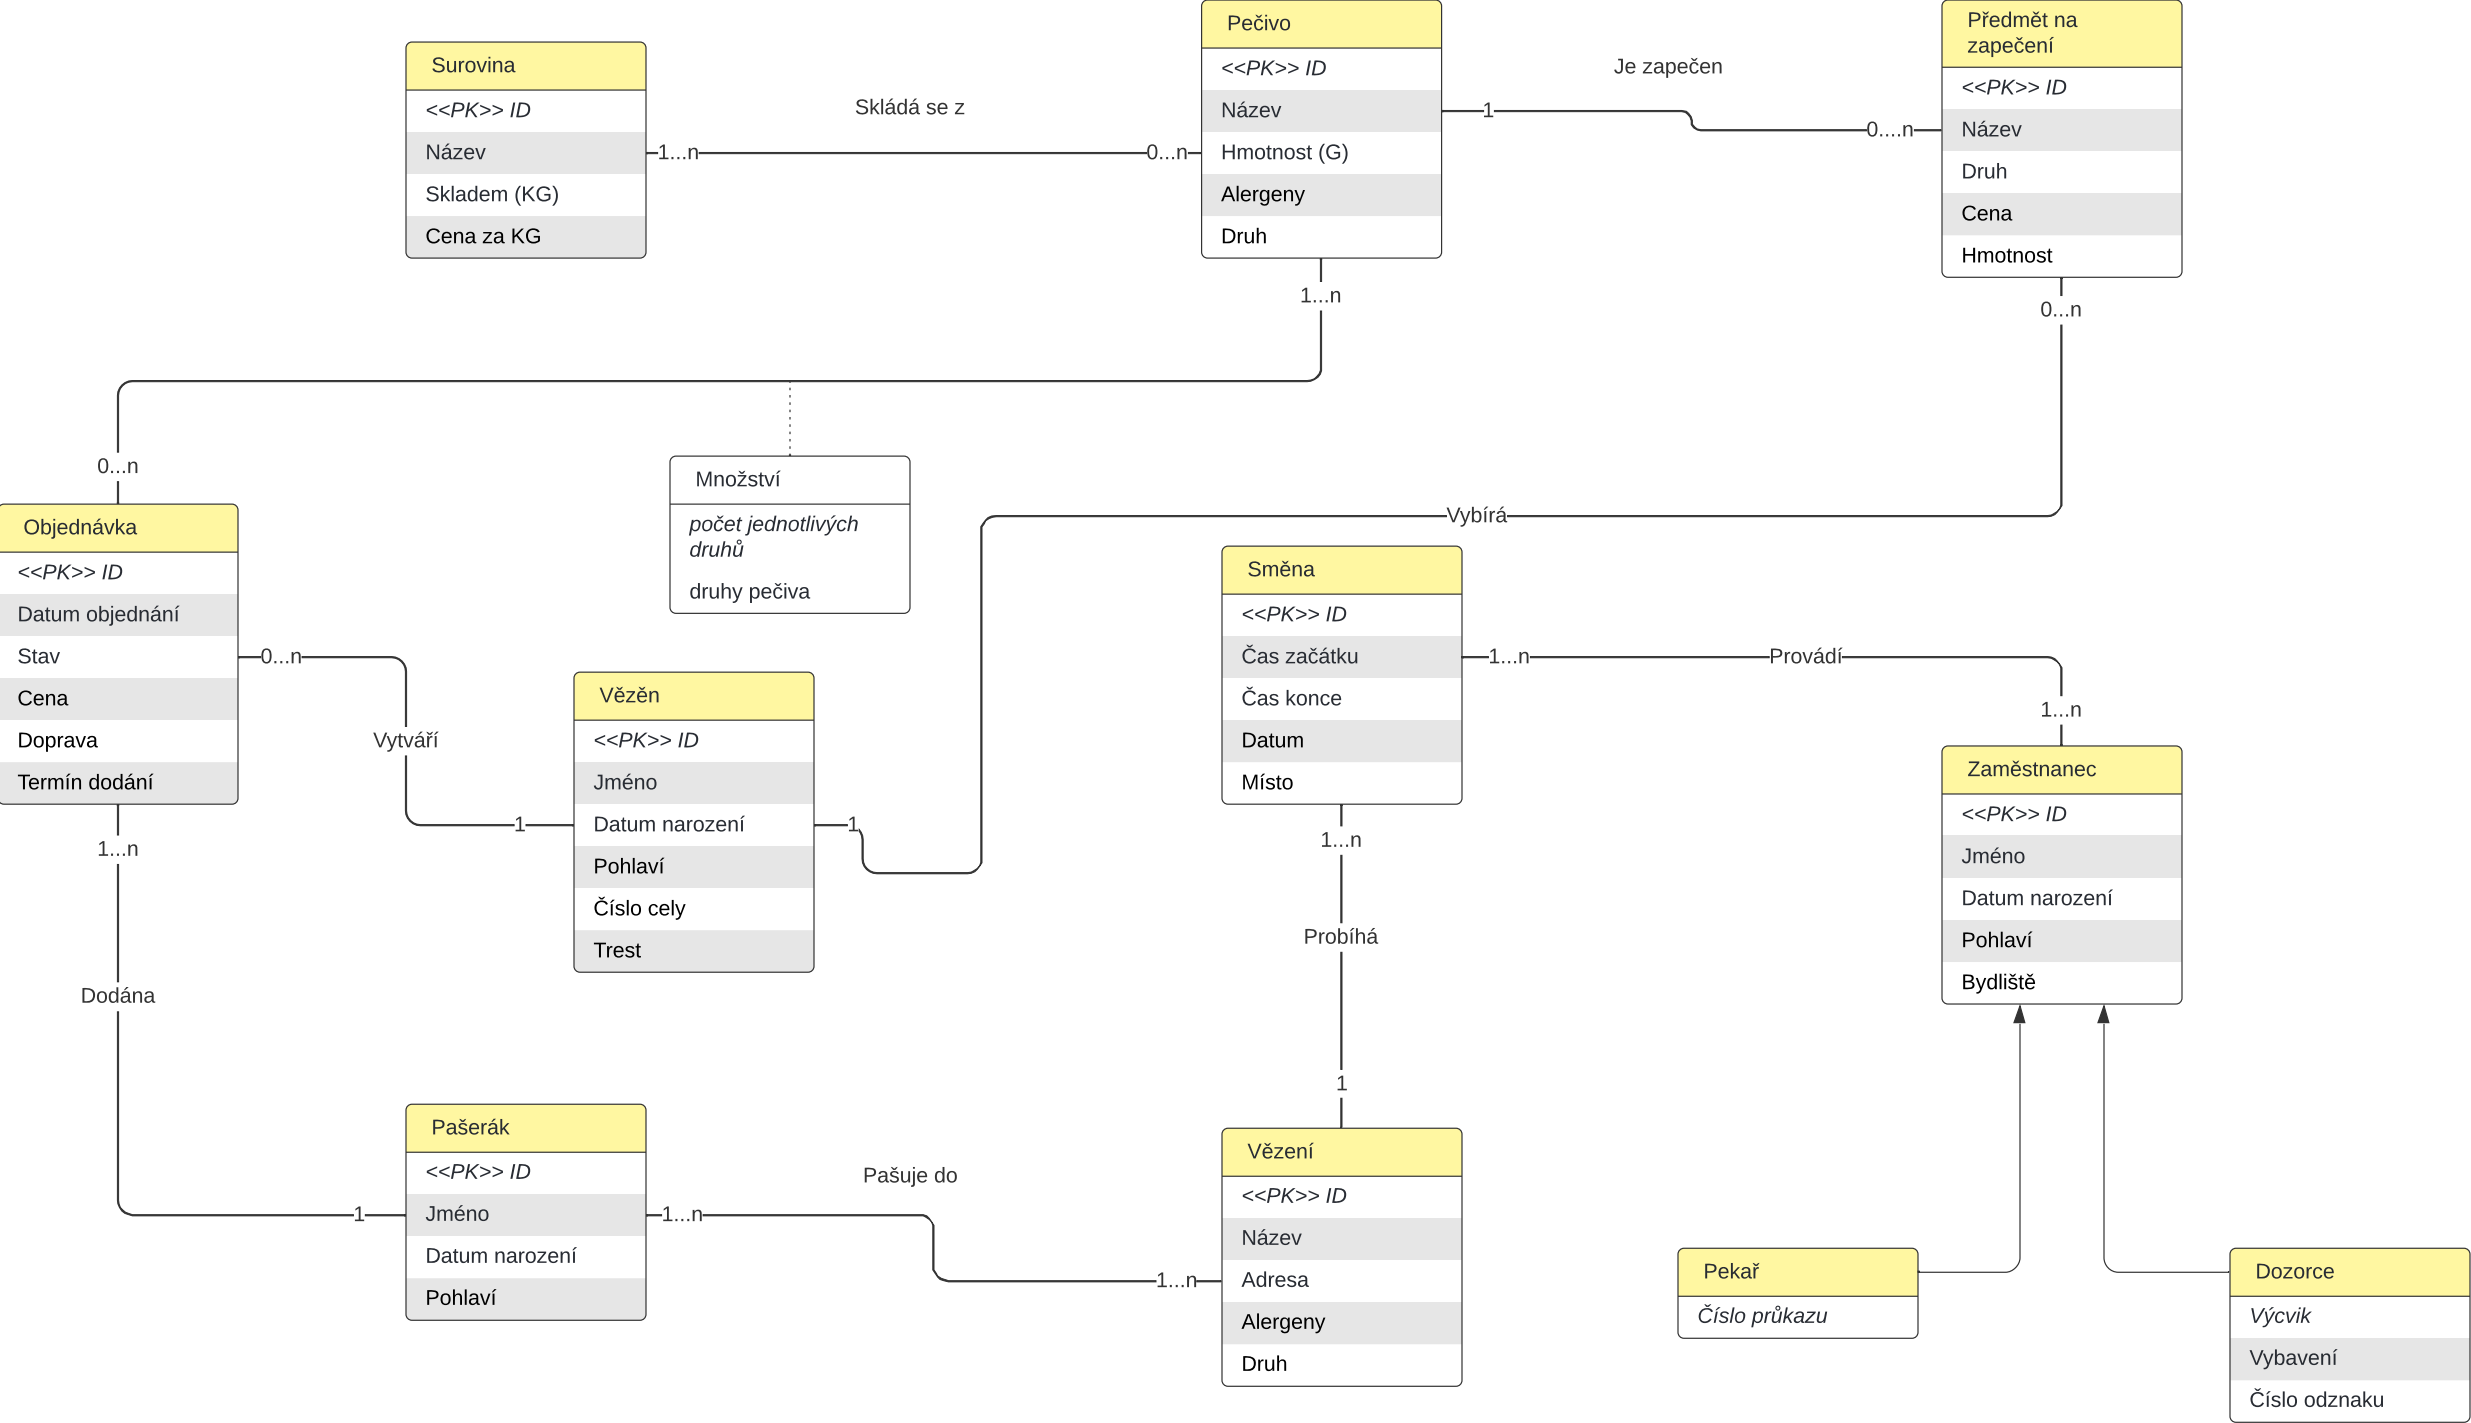 Surovina
<<PK>> ID
Název
Skladem (KG)
Cena za KG
Skládá se z
1...n
0...n
Pečivo
<<PK>> ID
Název
Hmotnost (G)
Alergeny
Druh
Je zapečen
1
0....n
Předmět na
zapečení
<<PK>> ID
Název
Druh
Cena
Hmotnost
1...n
0...n
0...n
Množství
počet jednotlivých
druhů
druhy pečiva
Vybírá
Objednávka
<<PK>> ID
Datum objednání
Stav
Cena
Doprava
Termín dodání
0...n
Vytváří
1
Vězěn
<<PK>> ID
Jméno
Datum narození
Pohlaví
Číslo cely
Trest
1
Směna
<<PK>> ID
Čas začátku
Čas konce
Datum
Místo
1...n
Provádí
1...n
Zaměstnanec
<<PK>> ID
Jméno
Datum narození
Pohlaví
Bydliště
1...n
Dodána
1
1...n
Probíhá
1
Pašerák
<<PK>> ID
Jméno
Datum narození
Pohlaví
Pašuje do
1...n
1...n
Vězení
<<PK>> ID
Název
Adresa
Alergeny
Druh
Pekař
Číslo průkazu
Dozorce
Výcvik
Vybavení
Číslo odznaku